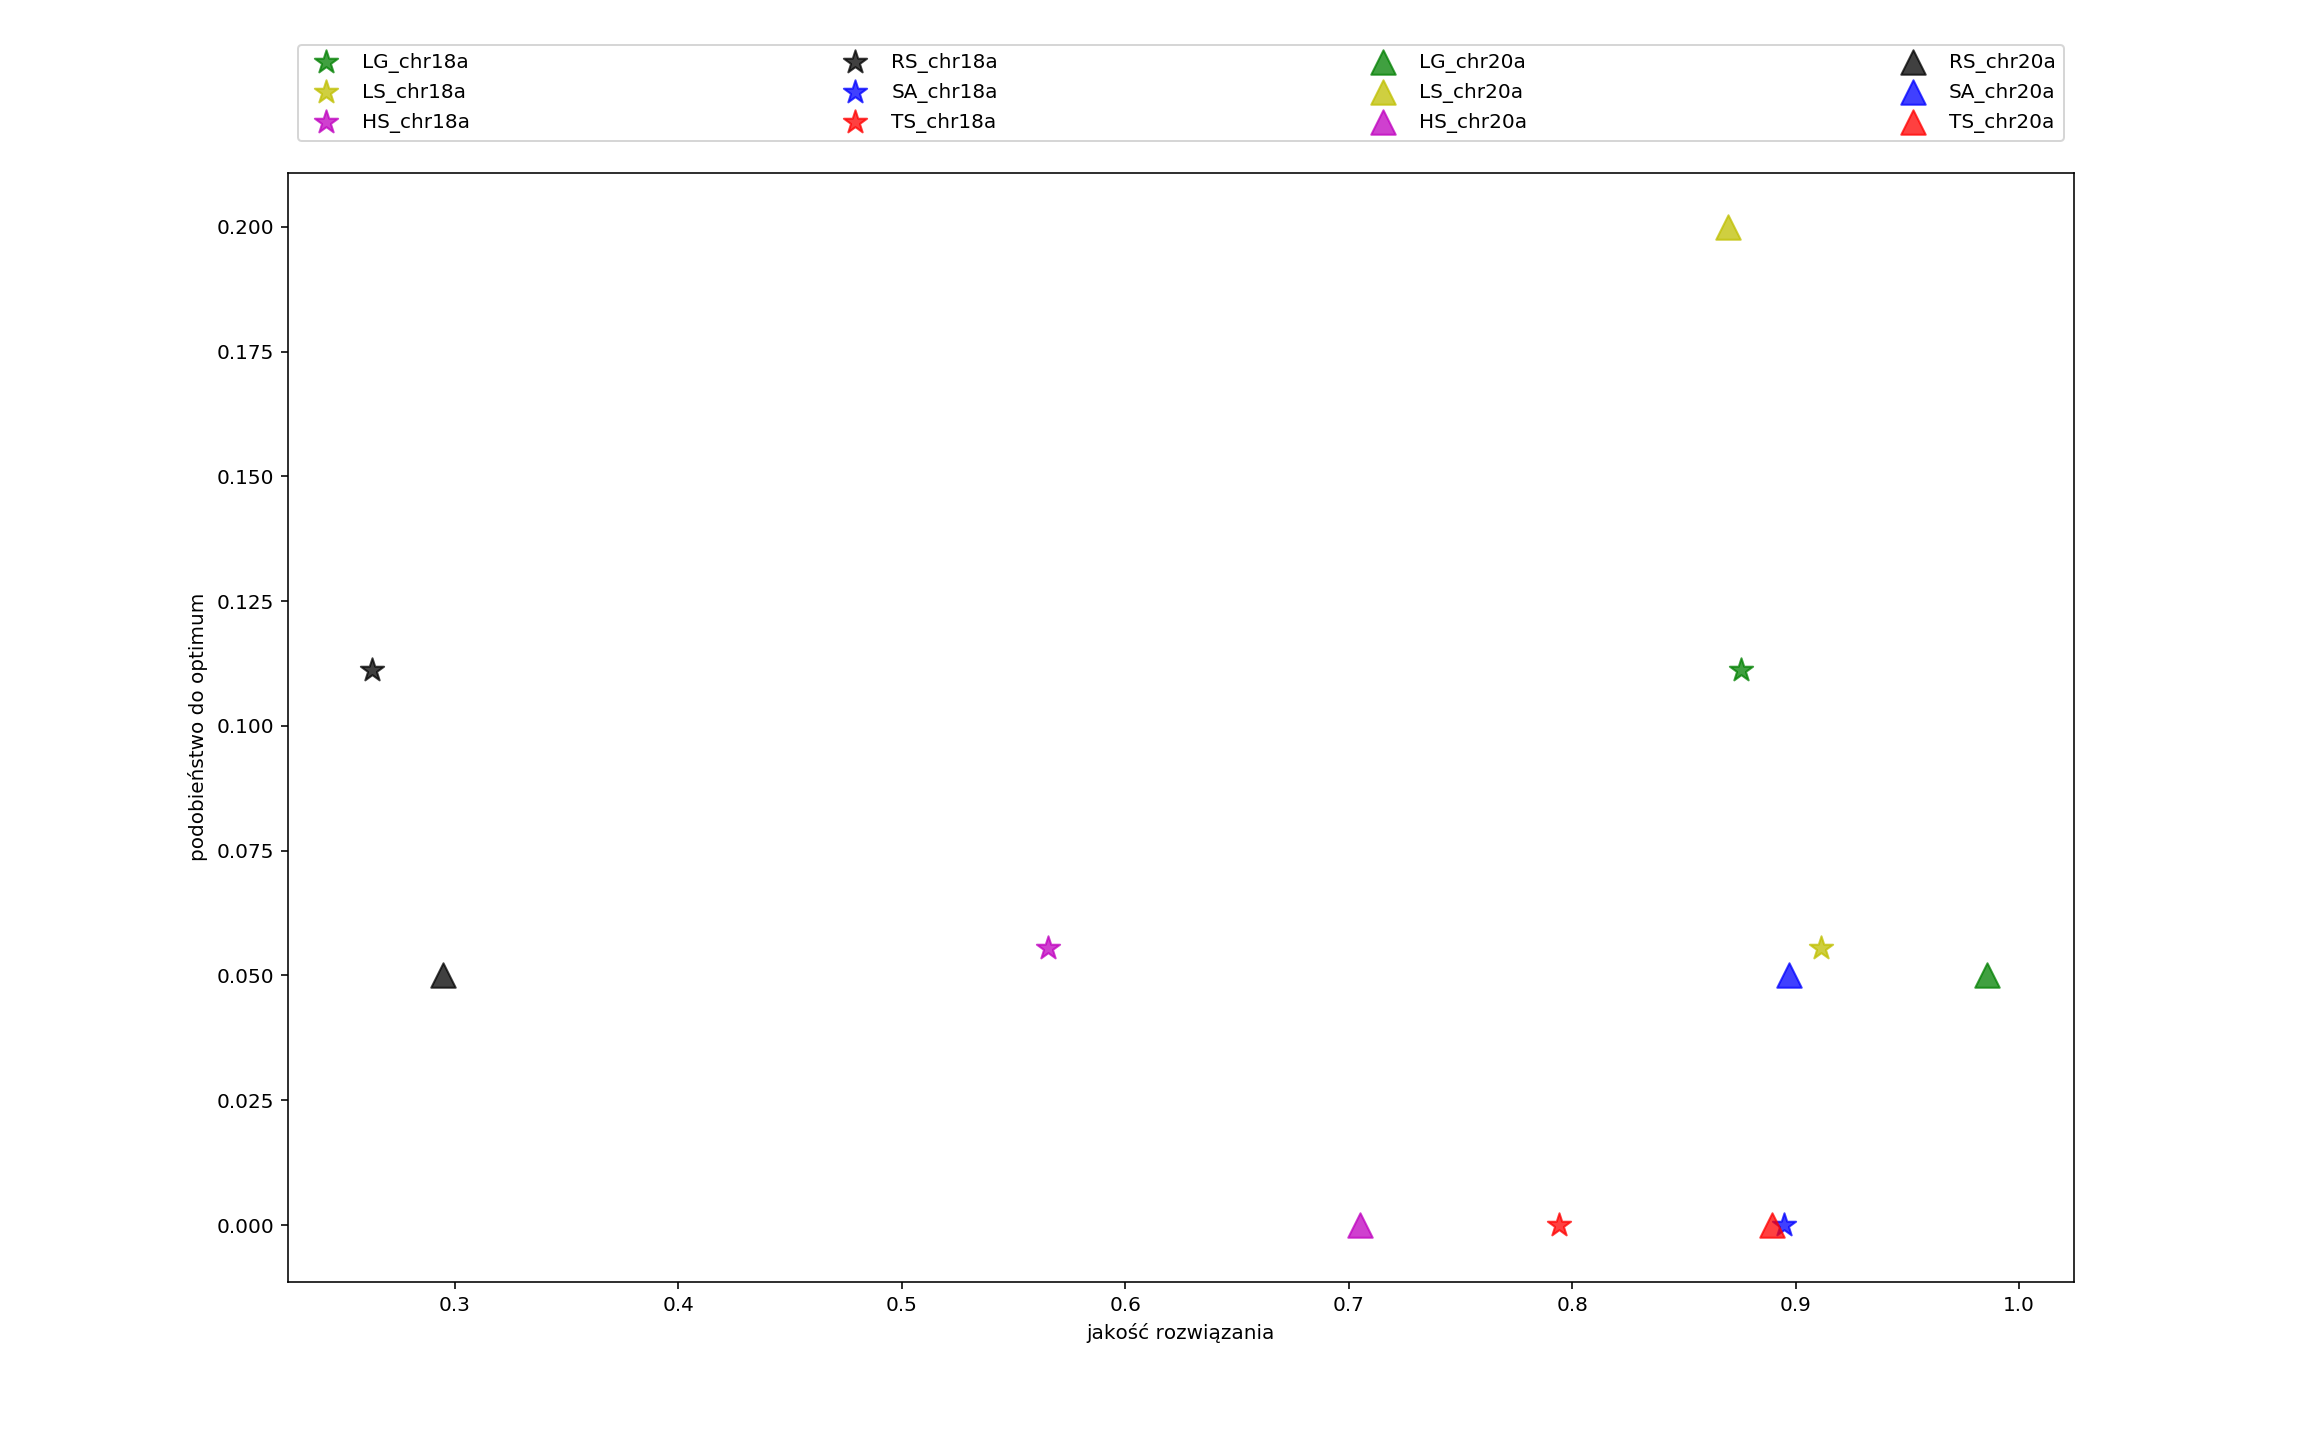 LG_chr18a RS_chr18a LG_chr20a RS_chr20a
LS_chr18a SA_chr18a LS_chr20a SA_chr20a
HS_chr18a TS_chr18a HS_chr20a TS_chr20a
0.200
0.175
0.150
0.125
0.100
0.075
0.050
0.025
0.000
podobieństwo do optimum
0.3 0.4 0.5 0.6 0.7 0.8 0.9 1.0
jakość rozwiązania